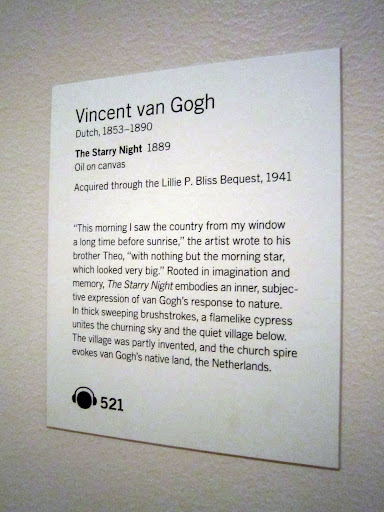 Vincent van Gogh
Dutch, 1853–1890
The Starry Night 1889
Oil on canvas
Acquired through the Lillie P. Bliss Bequest, 1941
“This morning I saw the country from my window
a long time before sunrise,” the artist wrote to his
brother Theo, “with nothing but the morning star,
which looked very big.” Rooted in imagination and
memory, The Starry Night embodies an inner, subjec-
tive expression of van Gogh’s response to nature.
In thick sweeping brushstrokes, a flamelike cypress
unites the churning sky and the quiet village below.
The village was partly invented, and the church spire
evokes van Gogh’s native land, the Netherlands.
521